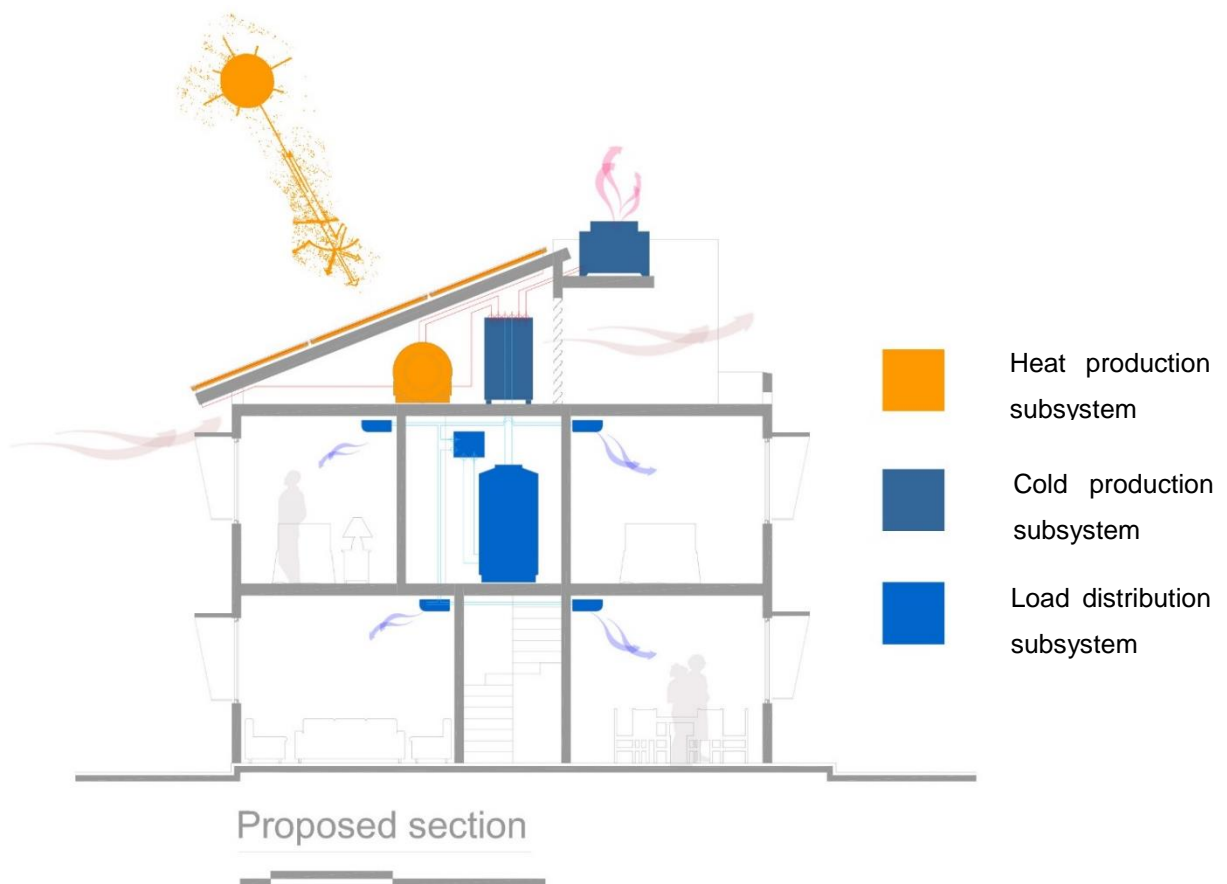 Heat production
subsystem
Cold production
subsystem
Load distribution
subsystem
Proposed section